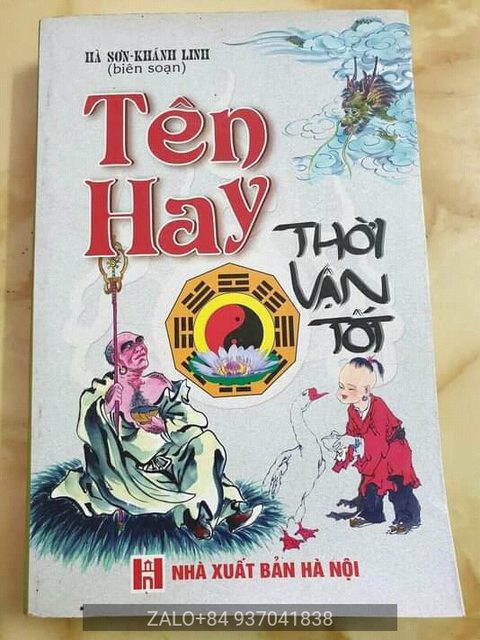 HÀ SƠN-KHÁNH LINH
(biên soạn)
Tên
Hay
THỜI
VẬN
TỐT
NHÀ XUẤT BẢN HÀ NỘI
ZALO+84 937041838